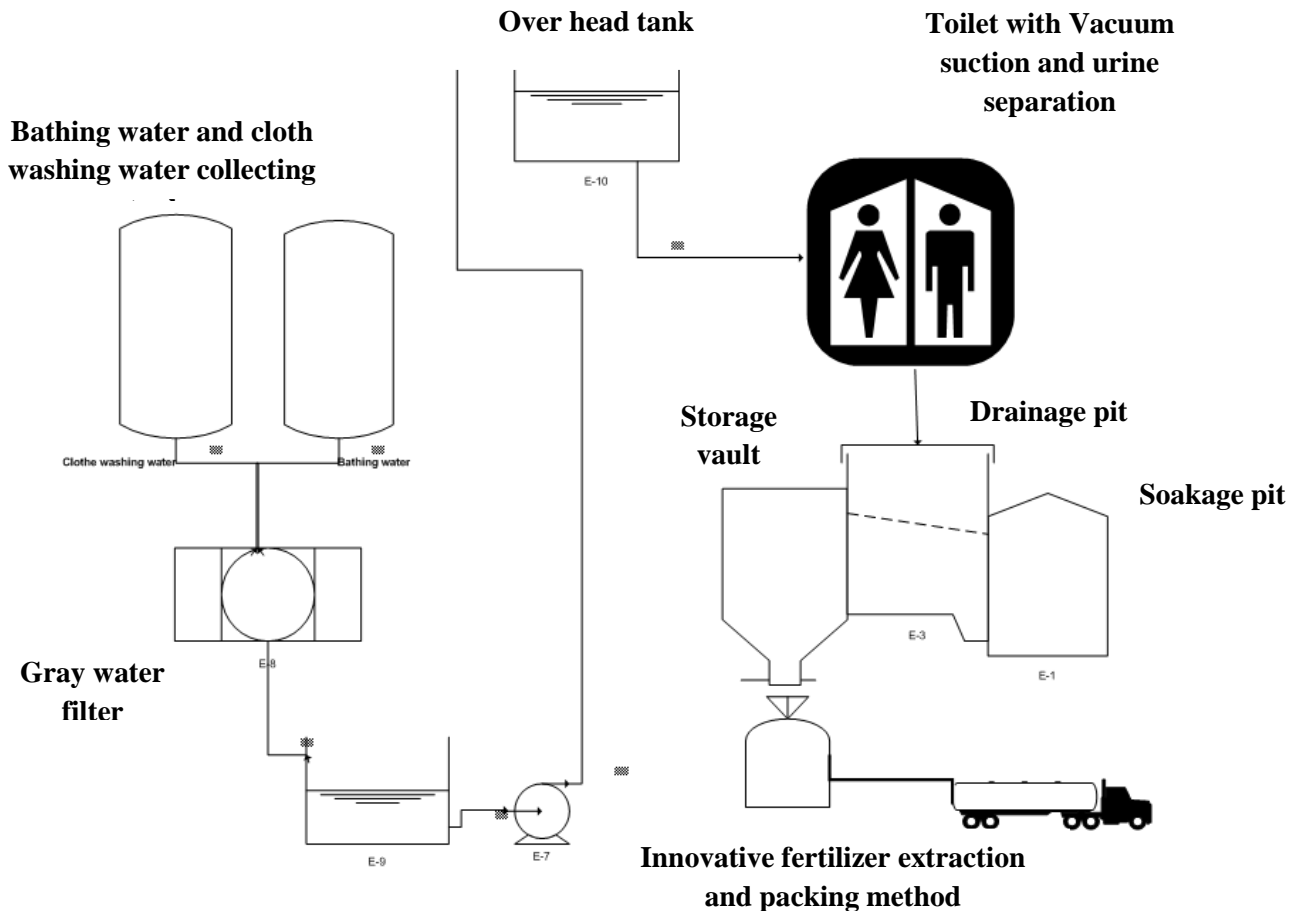 Over head tank
Toilet with Vacuum
suction and urine
separation
Bathing water and cloth
washing water collecting
E-10
Storage
vault
Drainage pit
Clothe washing water
Bathing water
Soakage pit
E-3
E-1
E-8
Gray water
filter
E-9
E-7
Innovative fertilizer extraction
and packing method